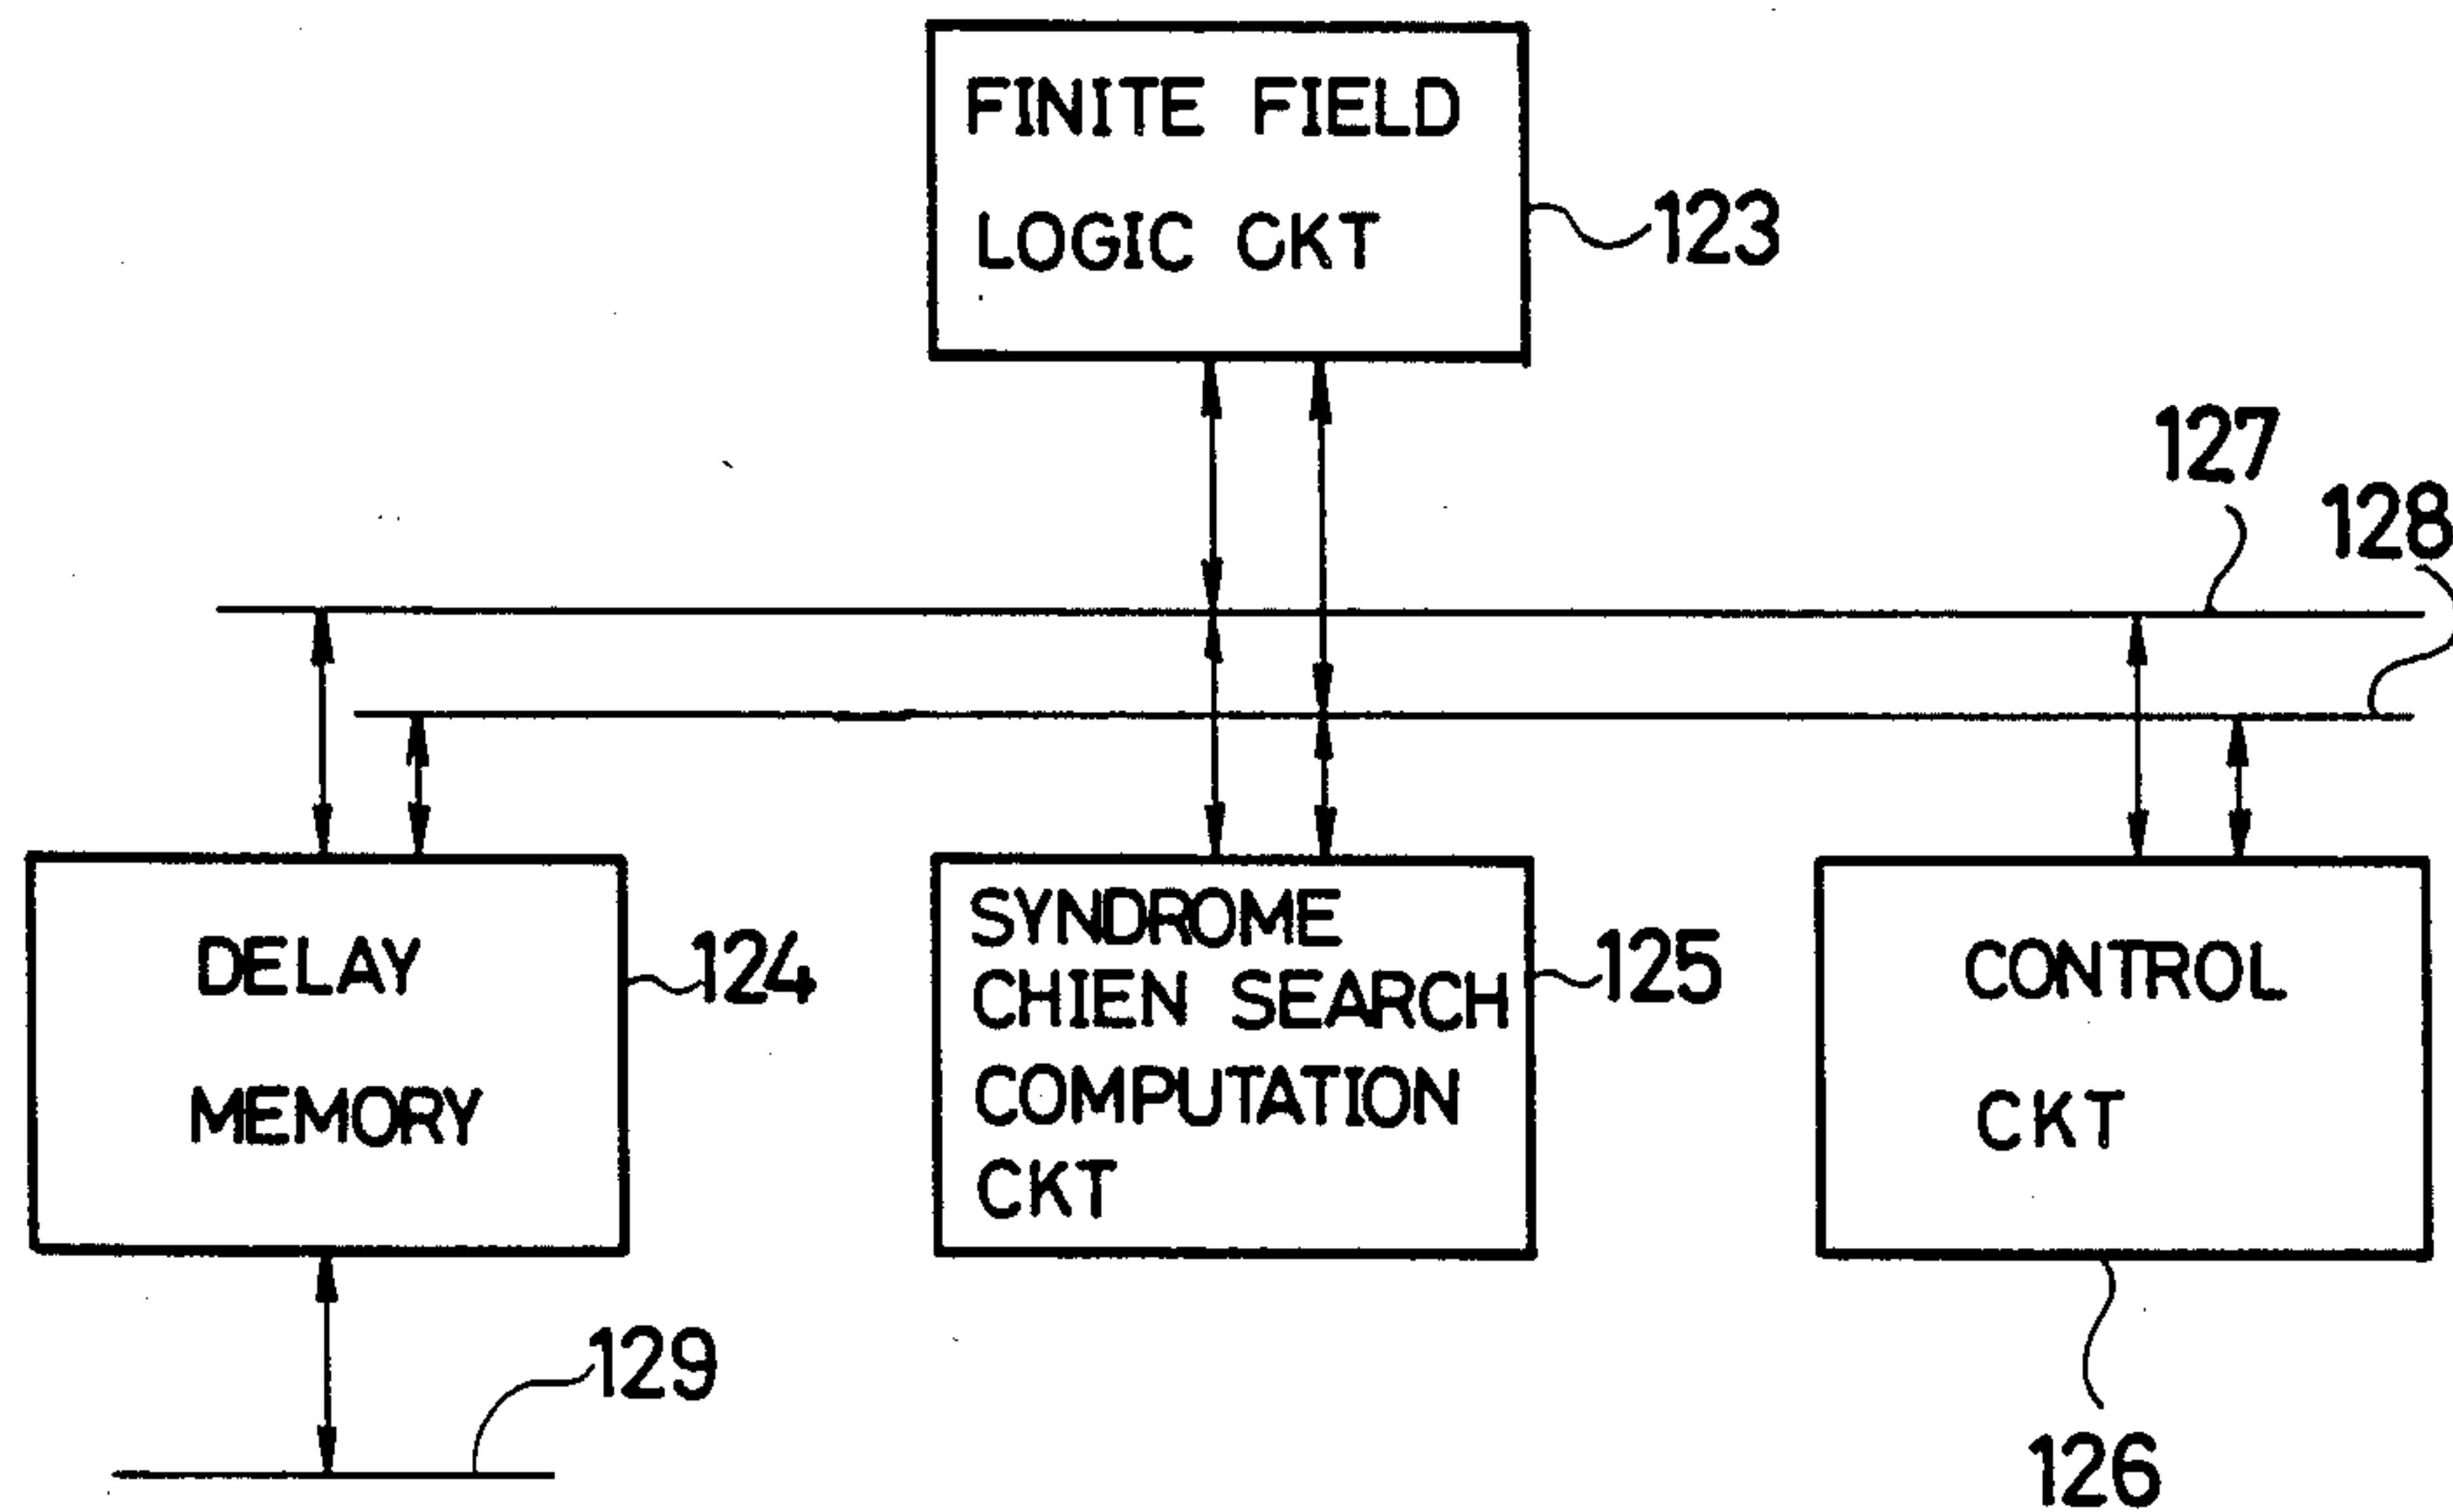 FINITE FIELD
LOGIC CKT
123
127
128
DELAY
MEMORY
124
SYNDROME
CHIEN SEARCH
COMPUTATION
CKT
125
CONTROL
CKT
126
129